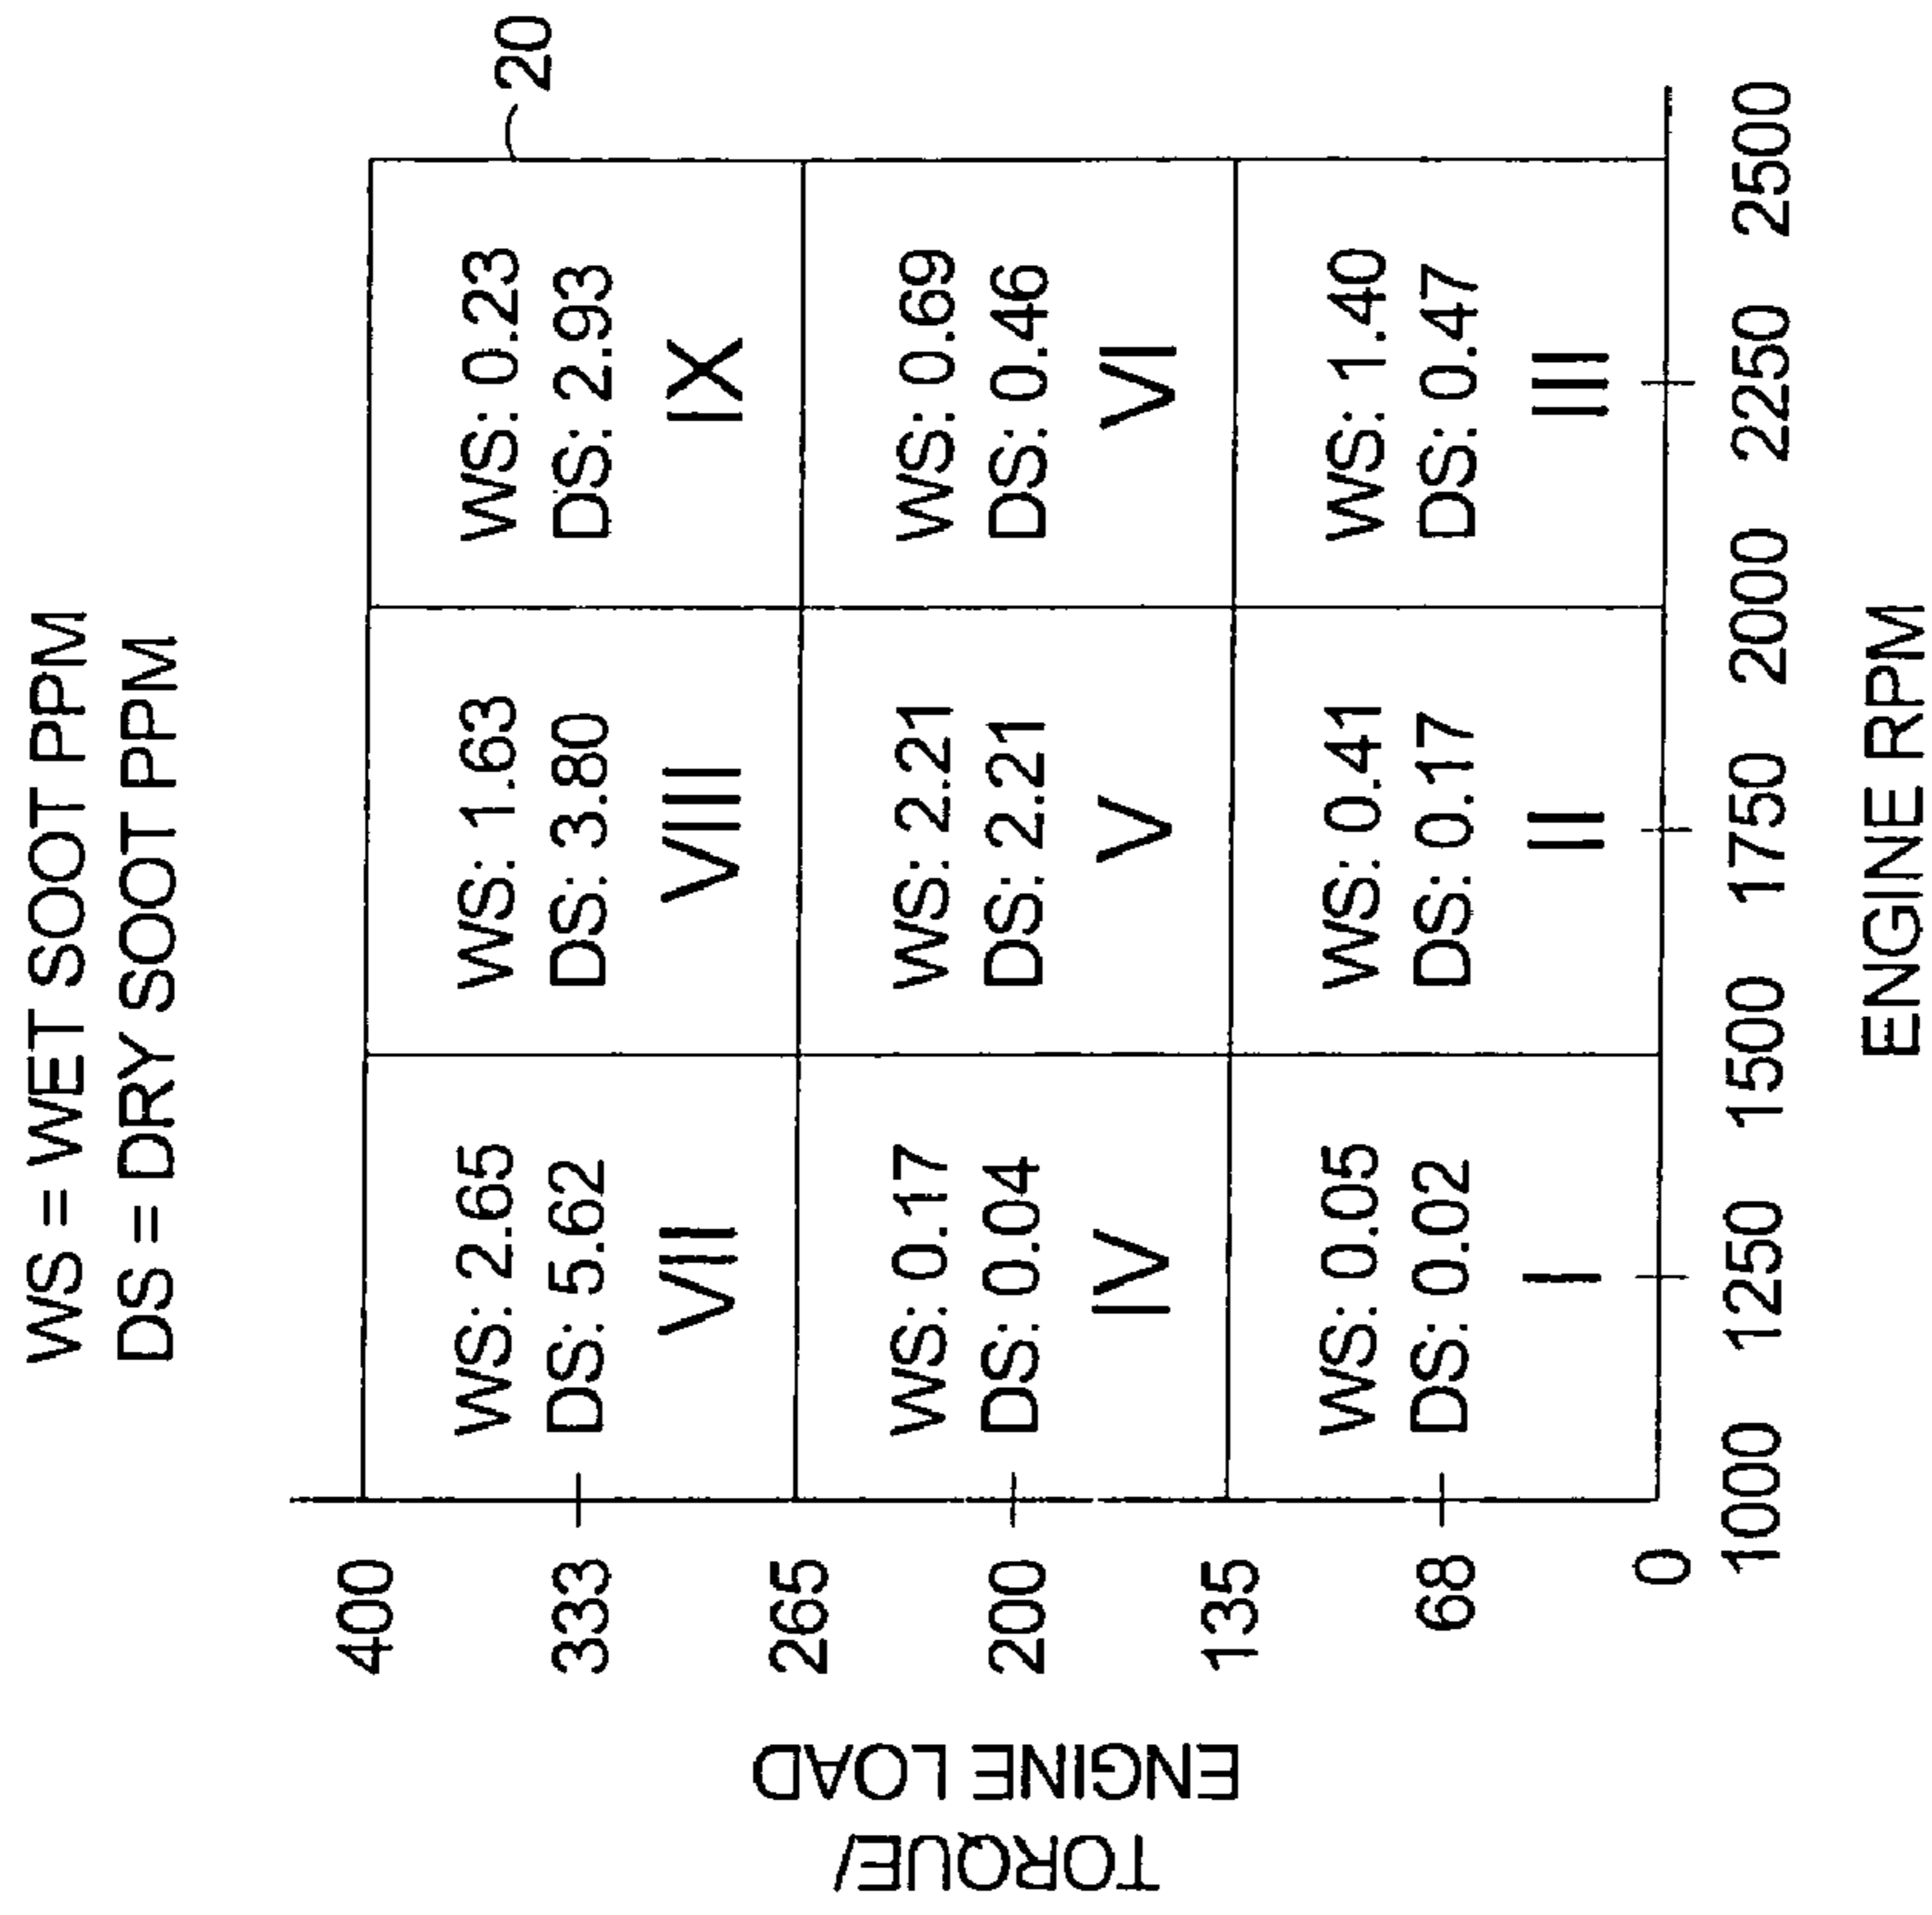 WS = WET SOOT PPM
DS = DRY SOOT PPM
20
400
333
265
200
135
68
0
TORQUE/
ENGINE LOAD
WS: 2.65
DS: 5.62
VII
WS: 1.63
DS: 3.80
VIII
WS: 0.23
DS: 2.93
IX
WS: 0.17
DS: 0.04
IV
WS: 2.21
DS: 2.21
V
WS: 0.69
DS: 0.46
VI
WS: 0.05
DS: 0.02
I
WS: 0.41
DS: 0.17
II
WS: 1.40
DS: 0.47
III
1000 1250 1500 1750 2000 2250 2500
ENGINE RPM